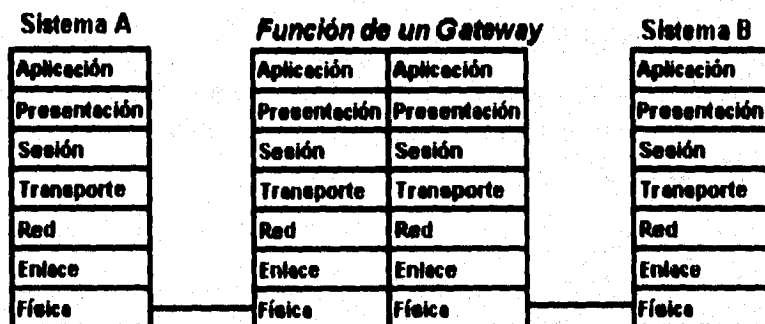 Sistema A Función de un Gateway Sistema B
Aplicación Aplicación Aplicación Aplicación
Presentación Presentación Presentación Presentación
Sesión Sesión Sesión Sesión
Transporte Transporte Transporte Transporte
Red Red Red Red
Enlace Enlace Enlace Enlace
Física Física Física Física